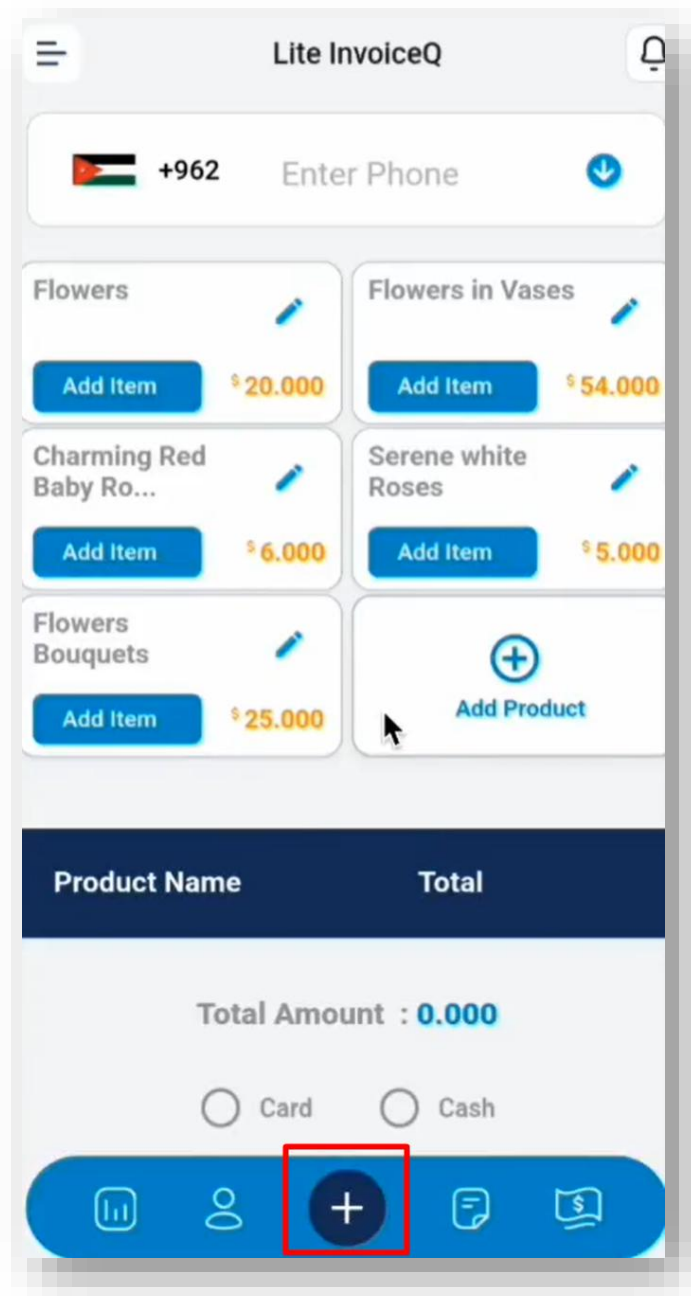 Lite InvoiceQ
+962 Enter Phone
Flowers
Flowers in Vases
Add Item $ 20.000
Add Item $ 54.000
Charming Red
Baby Ro...
Serene white
Roses
Add Item $ 6.000
Add Item $ 5.000
Flowers
Bouquets
Add Item $ 25.000
Add Product
Product Name Total
Total Amount : 0.000
Card Cash